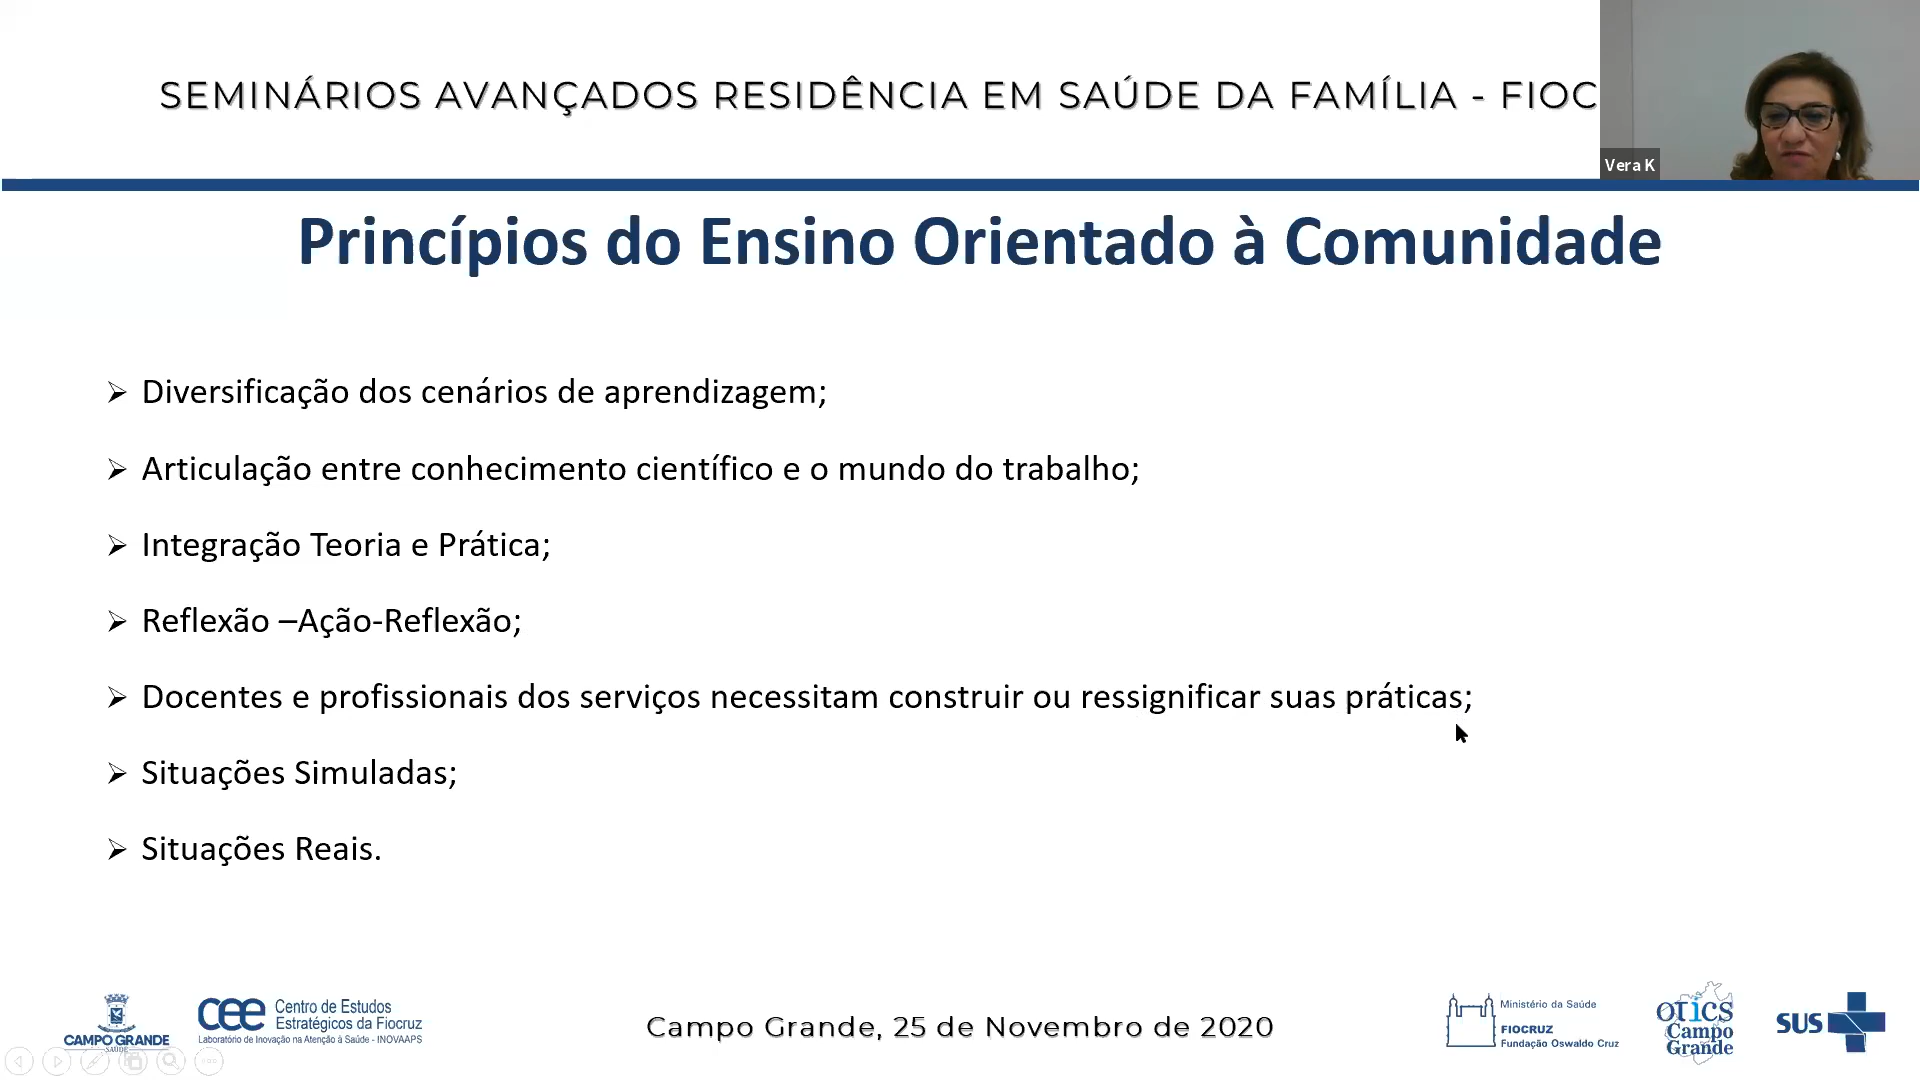 SEMINÁRIOS AVANÇADOS RESIDÊNCIA EM SAÚDE DA FAMÍLIA - FIOC
Vera K
Princípios do Ensino Orientado à Comunidade
Diversificação dos cenários de aprendizagem;
Articulação entre conhecimento científico e o mundo do trabalho;
Integração Teoria e Prática;
Reflexão –Ação-Reflexão;
Docentes e profissionais dos serviços necessitam construir ou ressignificar suas práticas;
Situações Simuladas;
Situações Reais.
CAMPO GRANDE
SAÚDE
cee
Centro de Estudos
Estratégicos da Fiocruz
Laboratório de Inovação na Atenção à Saúde - INOVAAPS
Campo Grande, 25 de Novembro de 2020
Ministério da Saúde
FIOCRUZ
Fundação Oswaldo Cruz
OTICS
Campo
Grande
SUS